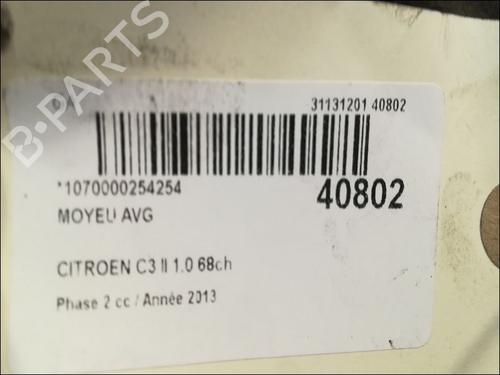 B-PARTS
31131201 40802
*1070000254254
40802
MOYEU AVG
CITROEN C3 II 1.0 68ch
Phase 2 cc / Année 2013